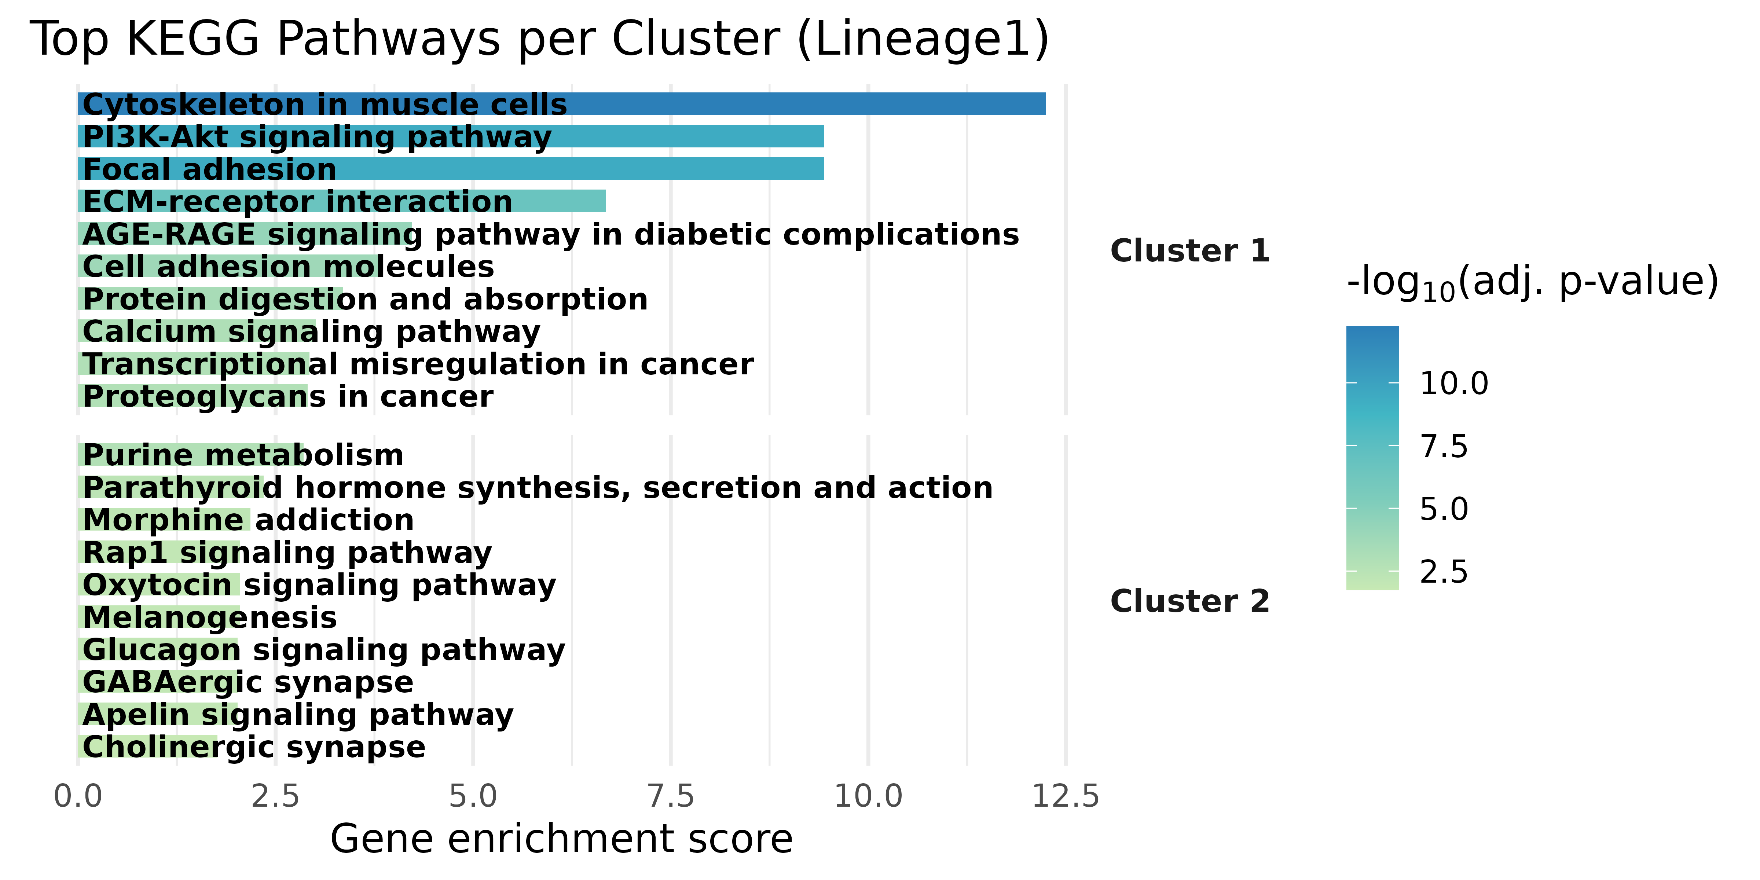 Top KEGG Pathways per Cluster (Lineage1)
Cytoskeleton in muscle cells
PI3K-Akt signaling pathway
Focal adhesion
ECM-receptor interaction
AGE-RAGE signaling pathway in diabetic complications
Cell adhesion molecules
Protein digestion and absorption
Calcium signaling pathway
Transcriptional misregulation in cancer
Proteoglycans in cancer
Cluster 1
Purine metabolism
Parathyroid hormone synthesis, secretion and action
Morphine addiction
Rap1 signaling pathway
Oxytocin signaling pathway
Melanogenesis
Glucagon signaling pathway
GABAergic synapse
Apelin signaling pathway
Cholinergic synapse
Cluster 2
0.0 2.5 5.0 7.5 10.0 12.5
Gene enrichment score
-log₁₀(adj. p-value)
10.0
7.5
5.0
2.5